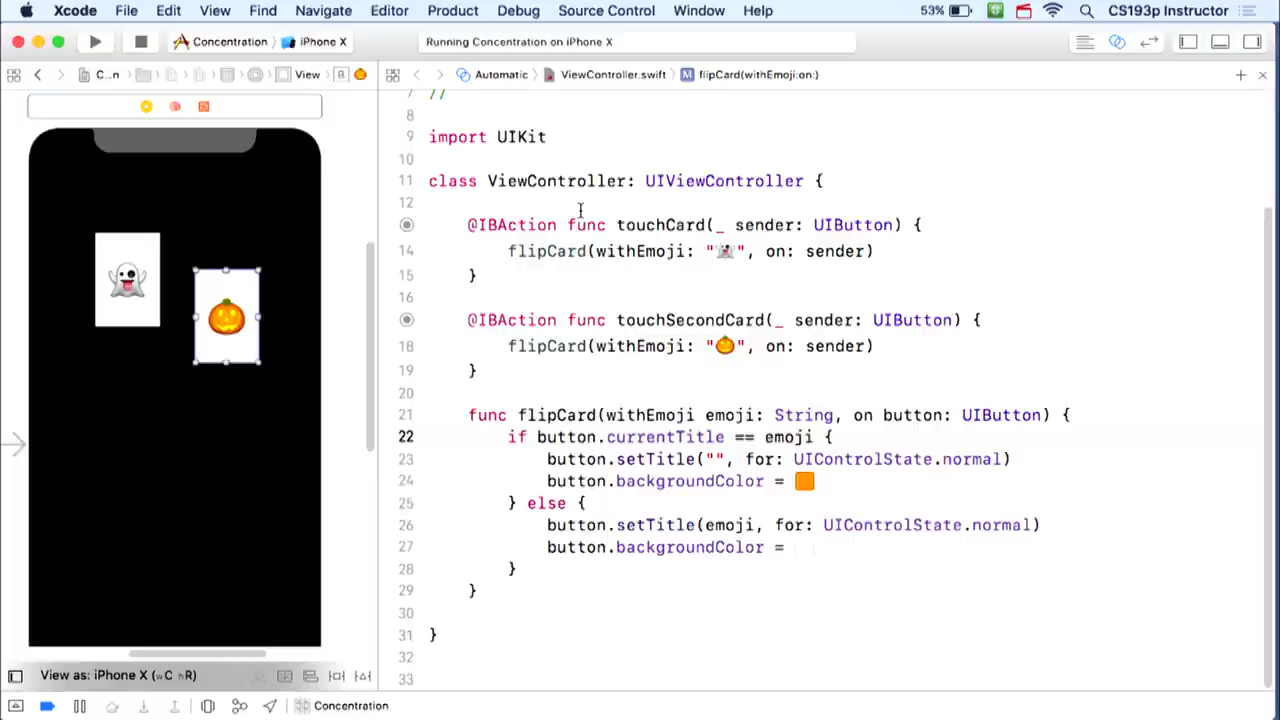 Xcode File Edit View Find Navigate Editor Product Debug Source Control Window Help 53% CS193p Instructor
Concentration iPhone X Running Concentration on iPhone X
C...n View B Automatic ViewController.swift M flipCard(withEmoji:on:)
7 //
8
9 import UIKit
10
11 class ViewController: UIViewController {
12
@IBAction func touchCard(_ sender: UIButton) {
14 flipCard(withEmoji: "👻", on: sender)
15 }
16
@IBAction func touchSecondCard(_ sender: UIButton) {
18 flipCard(withEmoji: "🎃", on: sender)
19 }
20
21 func flipCard(withEmoji emoji: String, on button: UIButton) {
22 if button.currentTitle == emoji {
23 button.setTitle("", for: UIControlState.normal)
24 button.backgroundColor =
25 } else {
26 button.setTitle(emoji, for: UIControlState.normal)
27 button.backgroundColor =
28 }
29 }
30
31 }
32
33
View as: iPhone X (wC hR)
Concentration